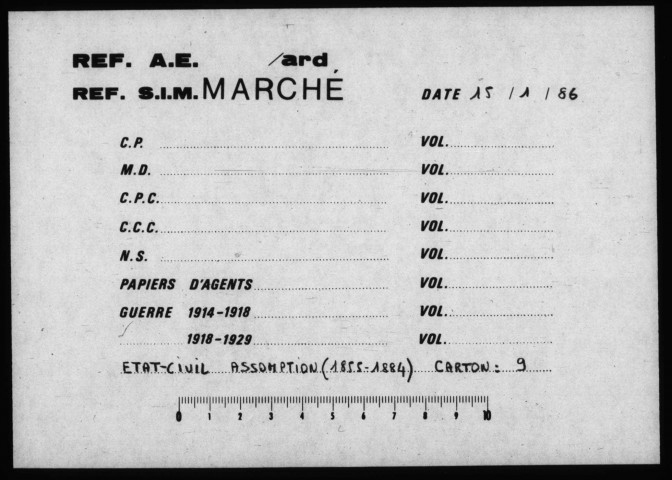 REF. A.E. /ard
REF. S.I.M. MARCHÉ DATE 15 / 1 / 86
C.P. VOL.
M.D. VOL.
C.P.C. VOL.
C.C.C. VOL.
N.S. VOL.
PAPIERS D'AGENTS VOL.
GUERRE 1914-1918 VOL.
1918-1929 VOL.
ETAT-CIVIL ASSOMPTION (1855-1884) CARTON: 9
0 1 2 3 4 5 6 7 8 9 10